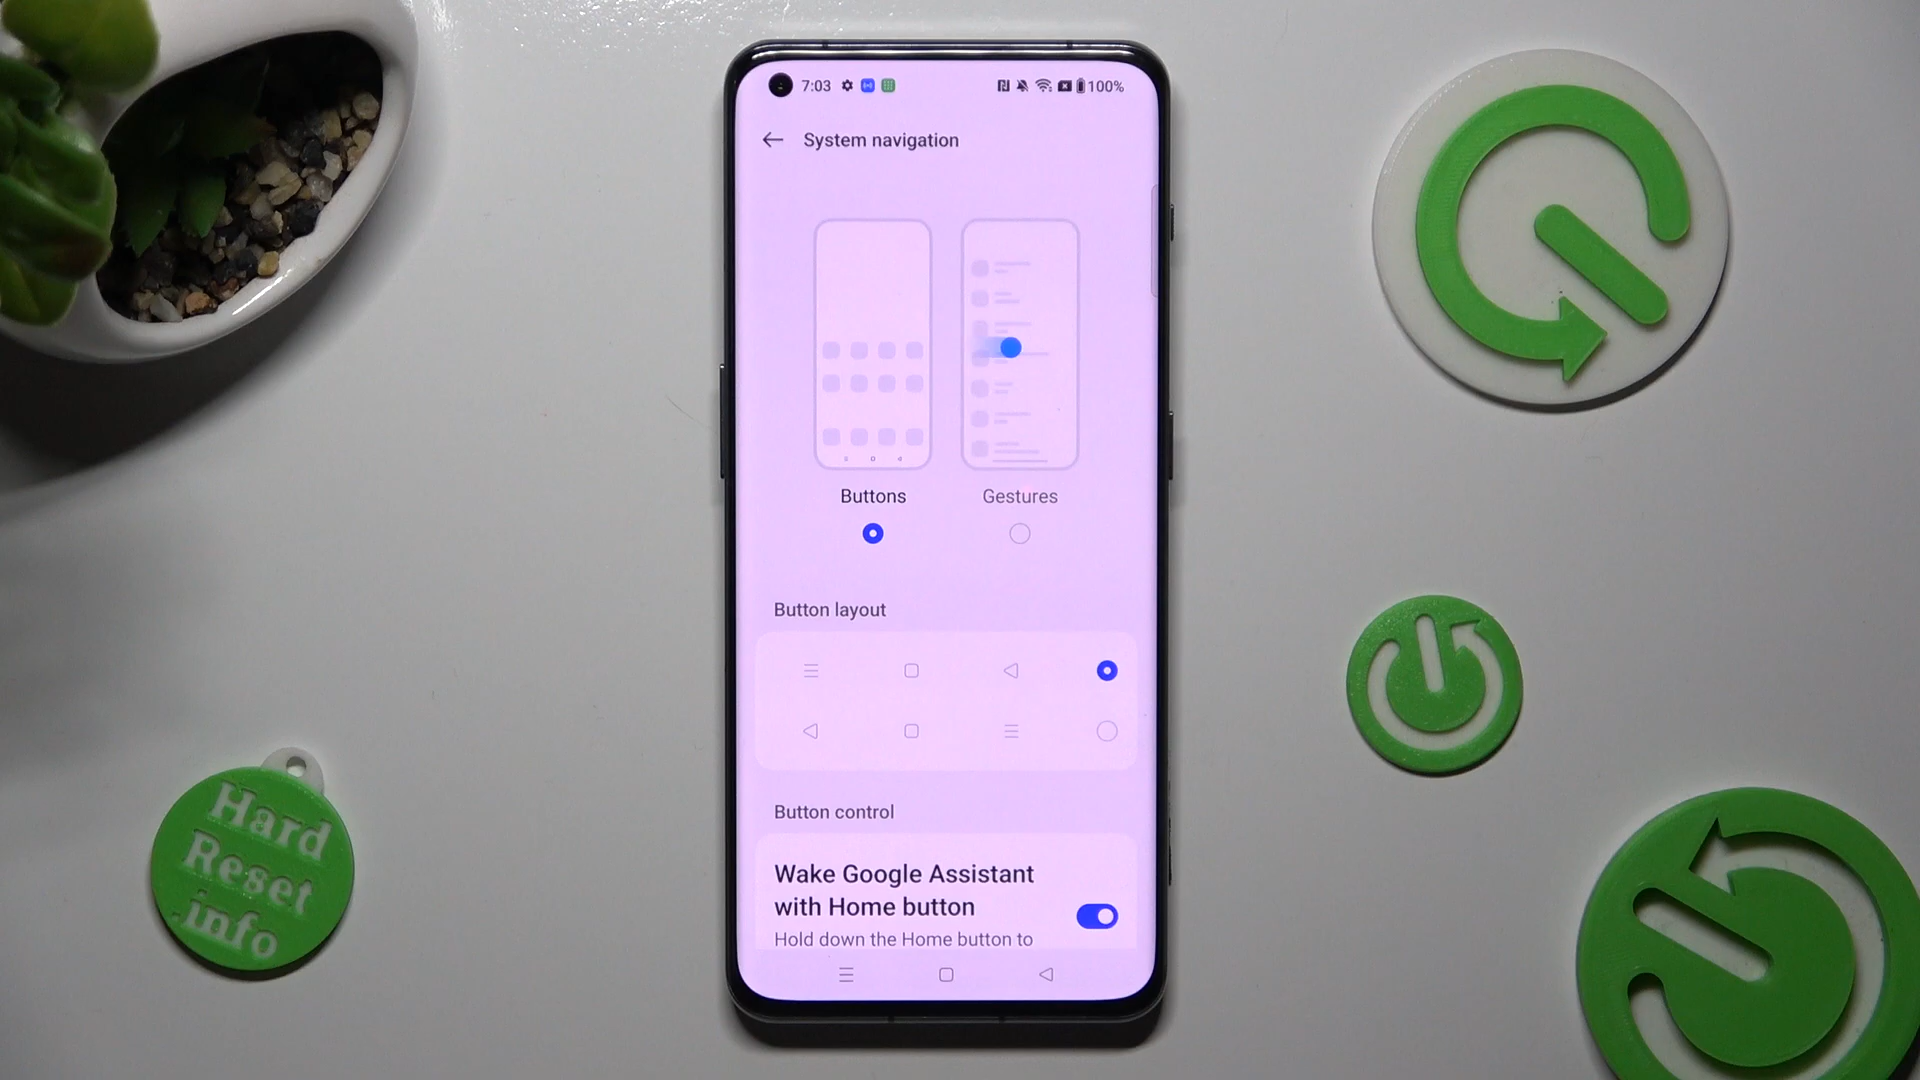 7:03
100%
System navigation
Buttons
Gestures
Button layout
Button control
Wake Google Assistant
with Home button
Hold down the Home button to
Hard
Reset
.info